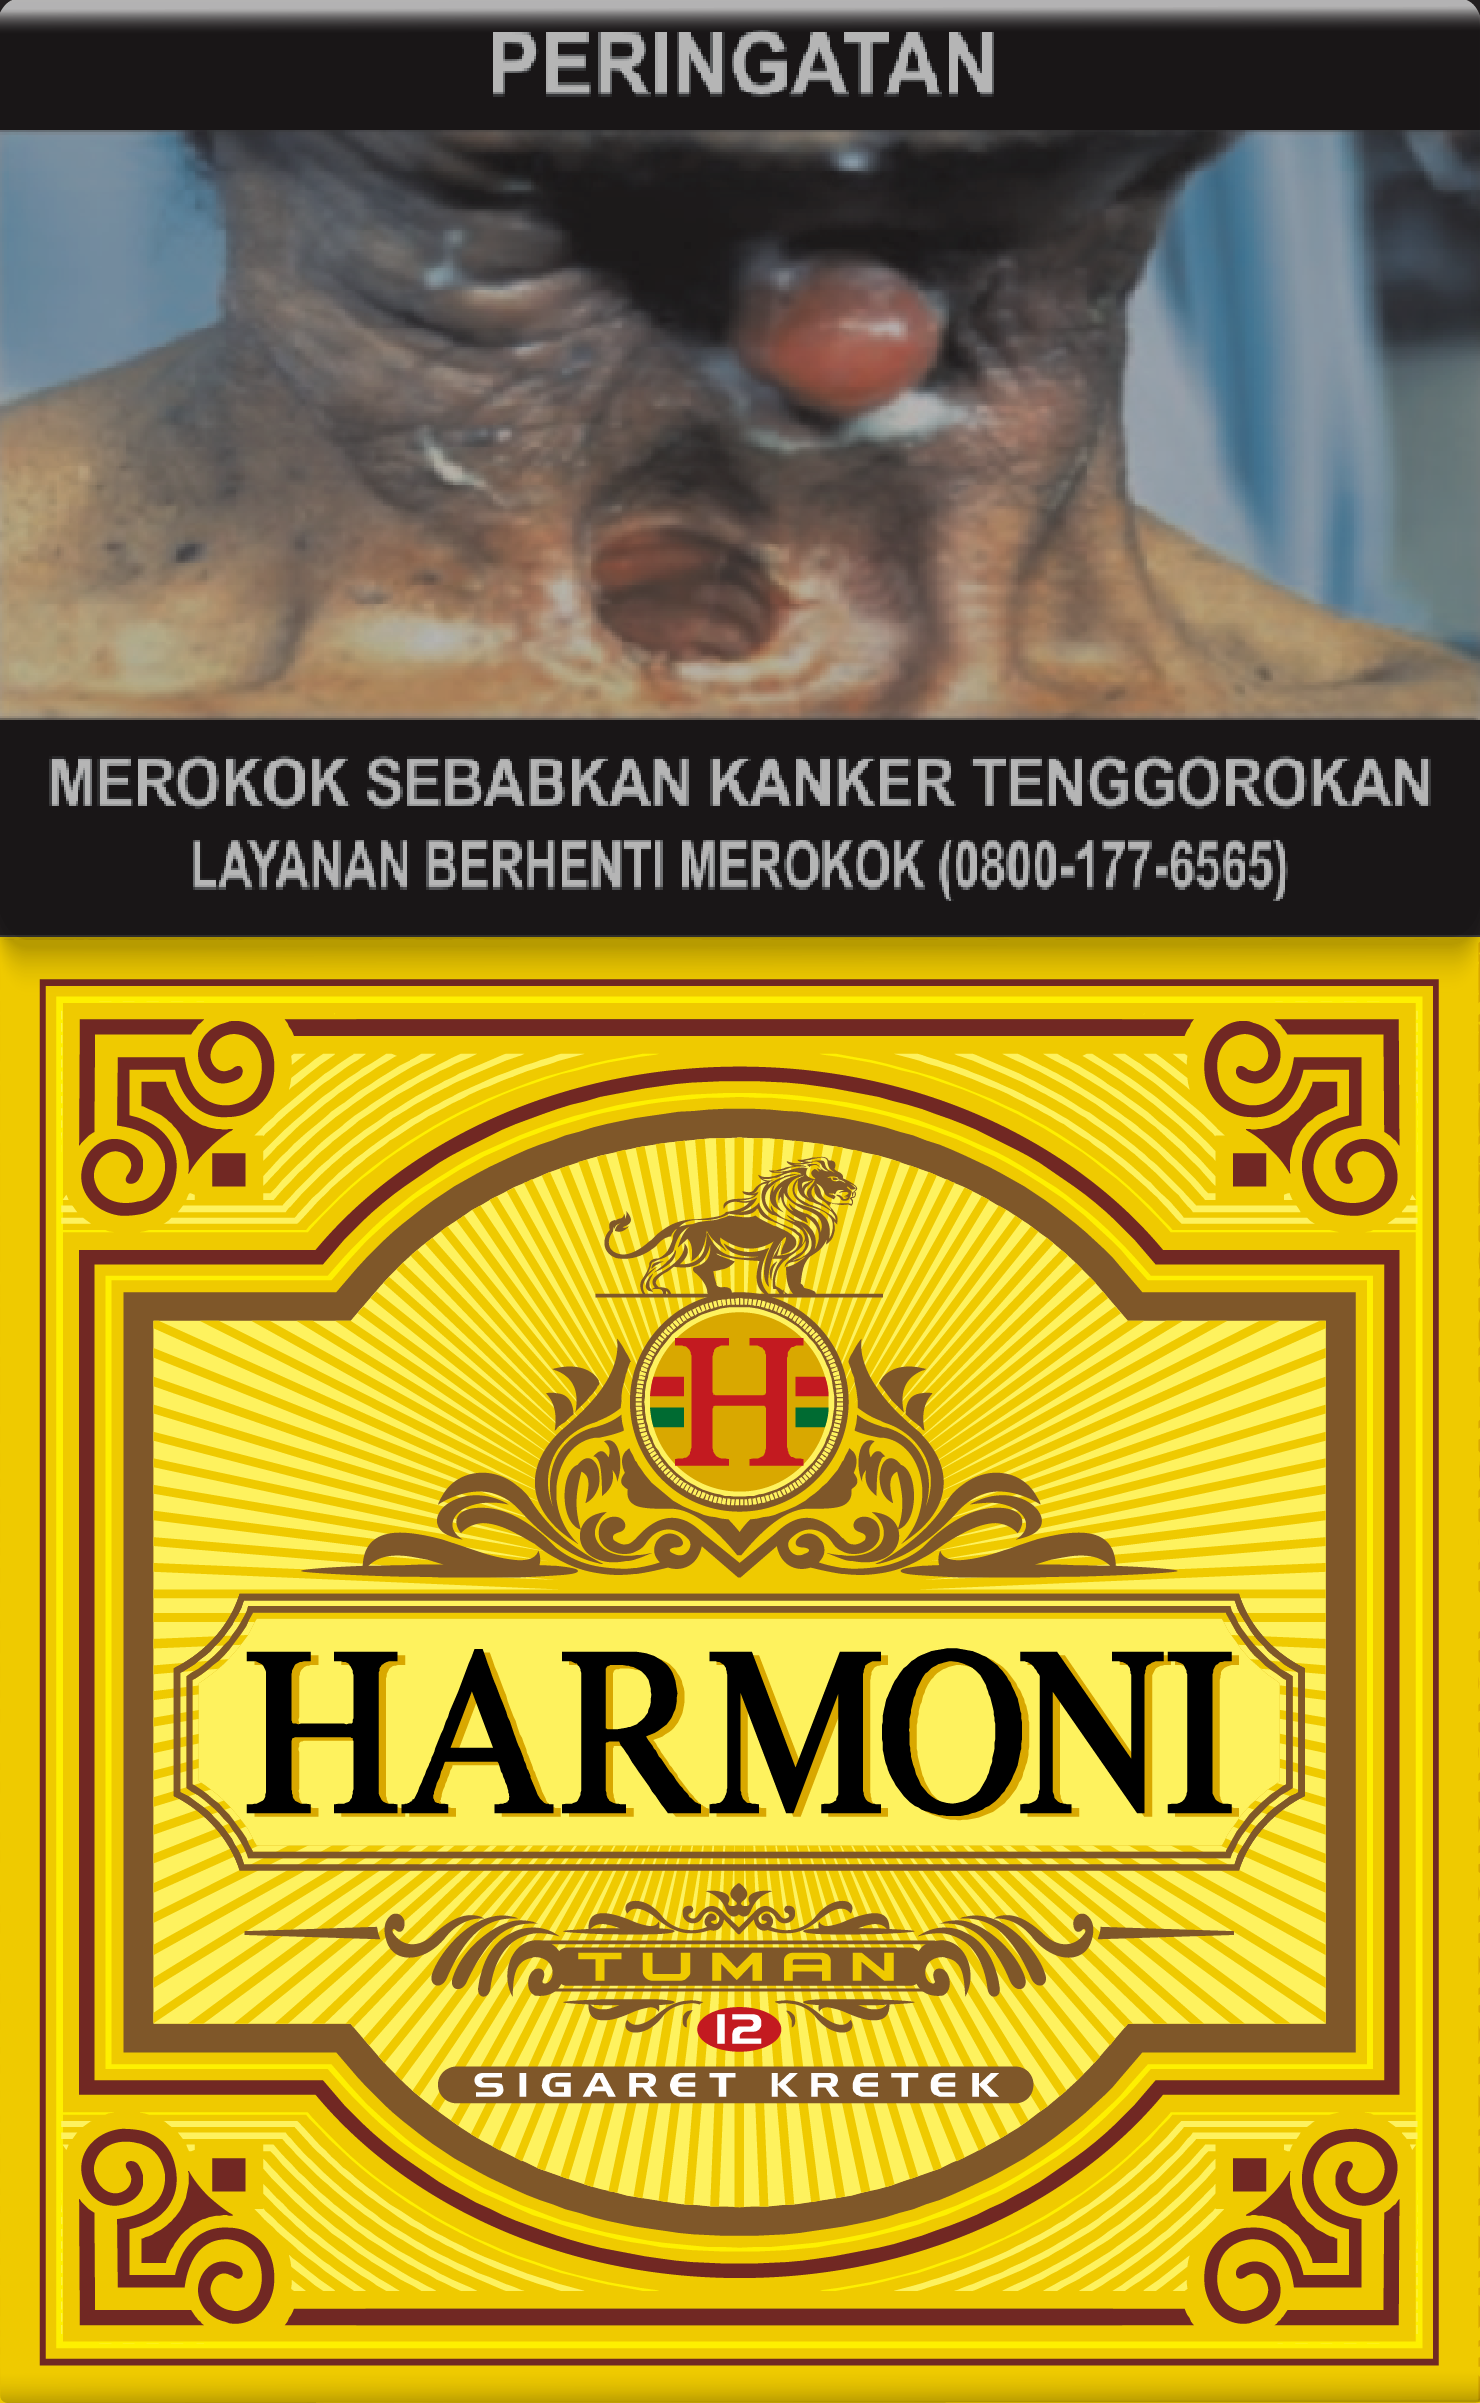 PERINGATAN
MEROKOK SEBABKAN KANKER TENGGOROKAN
LAYANAN BERHENTI MEROKOK (0800-177-6565)
H
HARMONI
TUMAN
12
SIGARET KRETEK